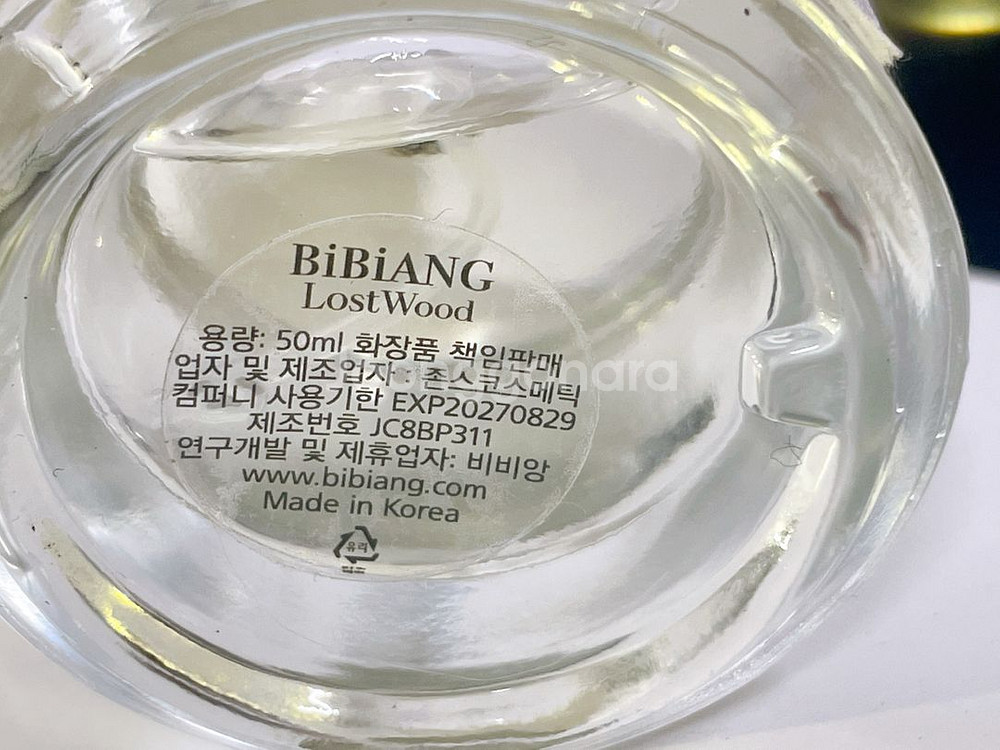 BiBiANG
LostWood
용량: 50ml 화장품 책임판매
업자 및 제조업자 : 존스코스메틱
컴퍼니 사용기한 EXP20270829
제조번호 JC8BP311
연구개발 및 제휴업자: 비비앙
www.bibiang.com
Made in Korea
유리